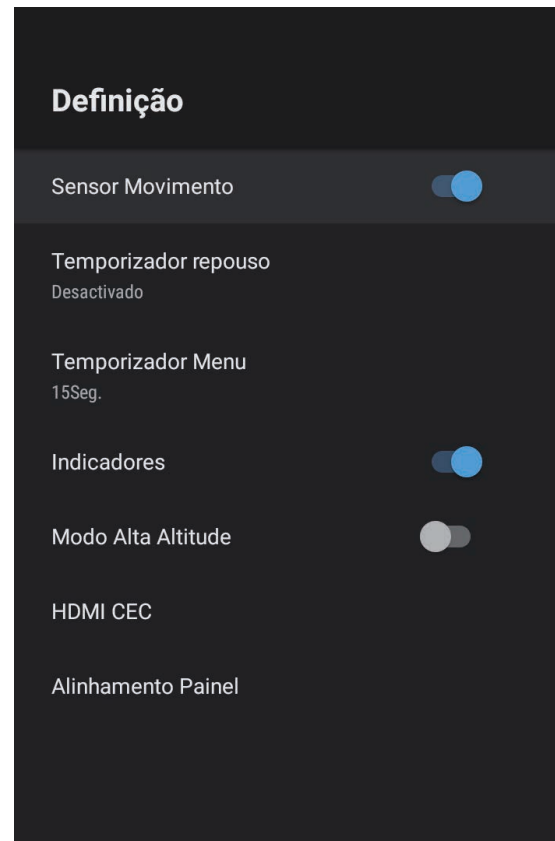 Definição
Sensor Movimento
Temporizador repouso
Desactivado
Temporizador Menu
15Seg.
Indicadores
Modo Alta Altitude
HDMI CEC
Alinhamento Painel